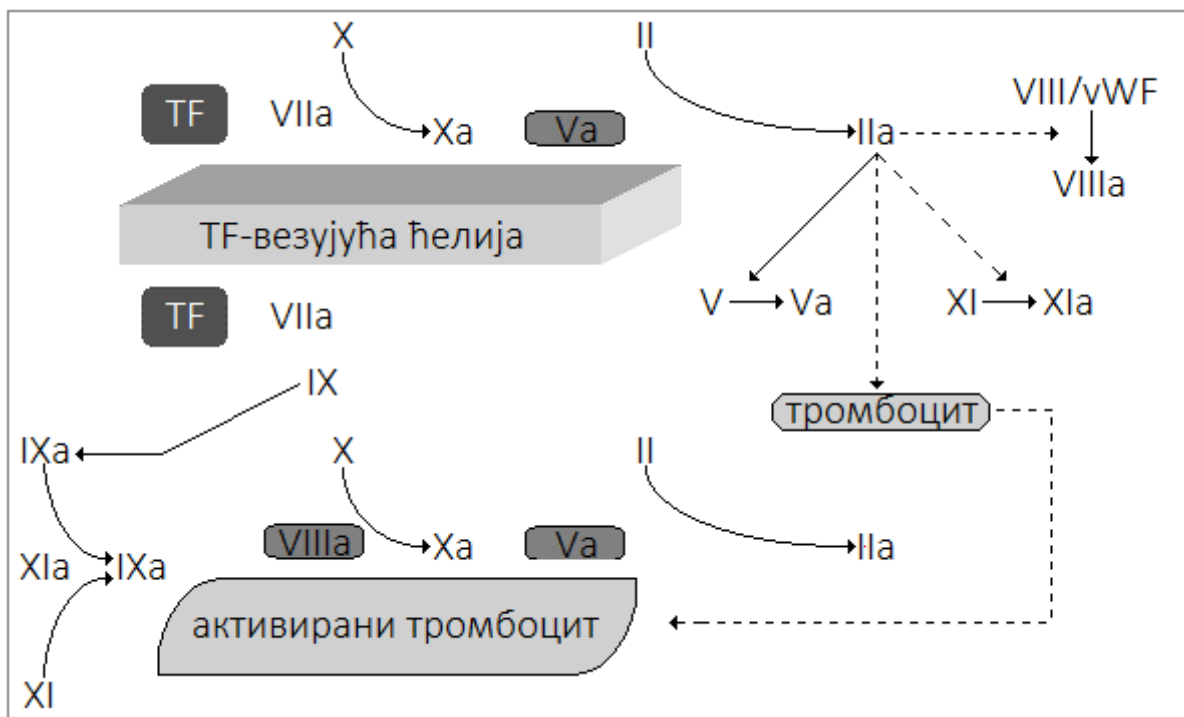 X
II
TF
VIIa
VIII/vWF
Xa
Va
IIa
VIIIa
TF-везујућа ћелија
TF
VIIa
V
Va
XI
XIa
IX
тромбоцит
IXa
X
II
VIIIa
Xa
Va
IIa
XIa
IXa
активирани тромбоцит
XI